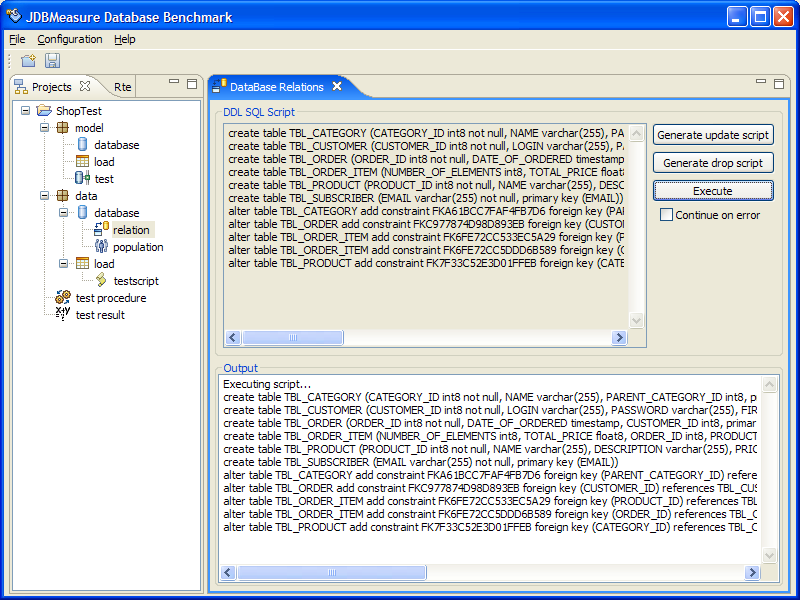 JDBMeasure Database Benchmark
File Configuration Help
Projects Rte
ShopTest
model
database
load
test
data
database
relation
population
load
testscript
test procedure
test result
DataBase Relations
DDL SQL Script
create table TBL_CATEGORY (CATEGORY_ID int8 not null, NAME varchar(255), PA
create table TBL_CUSTOMER (CUSTOMER_ID int8 not null, LOGIN varchar(255), P
create table TBL_ORDER (ORDER_ID int8 not null, DATE_OF_ORDERED timestamp
create table TBL_ORDER_ITEM (NUMBER_OF_ELEMENTS int8, TOTAL_PRICE float
create table TBL_PRODUCT (PRODUCT_ID int8 not null, NAME varchar(255), DESC
create table TBL_SUBSCRIBER (EMAIL varchar(255) not null, primary key (EMAIL))
alter table TBL_CATEGORY add constraint FKA61BCC7FAF4FB7D6 foreign key (PA
alter table TBL_ORDER add constraint FKC977874D98D893EB foreign key (CUSTO
alter table TBL_ORDER_ITEM add constraint FK6FE72CC533EC5A29 foreign key (P
alter table TBL_ORDER_ITEM add constraint FK6FE72CC5DDD6B589 foreign key (O
alter table TBL_PRODUCT add constraint FK7F33C52E3D01FFEB foreign key (CATE
Generate update script
Generate drop script
Execute
Continue on error
Output
Executing script...
create table TBL_CATEGORY (CATEGORY_ID int8 not null, NAME varchar(255), PARENT_CATEGORY_ID int8, p
create table TBL_CUSTOMER (CUSTOMER_ID int8 not null, LOGIN varchar(255), PASSWORD varchar(255), FIR
create table TBL_ORDER (ORDER_ID int8 not null, DATE_OF_ORDERED timestamp, CUSTOMER_ID int8, primar
create table TBL_ORDER_ITEM (NUMBER_OF_ELEMENTS int8, TOTAL_PRICE float8, ORDER_ID int8, PRODUCT
create table TBL_PRODUCT (PRODUCT_ID int8 not null, NAME varchar(255), DESCRIPTION varchar(255), PRIC
create table TBL_SUBSCRIBER (EMAIL varchar(255) not null, primary key (EMAIL))
alter table TBL_CATEGORY add constraint FKA61BCC7FAF4FB7D6 foreign key (PARENT_CATEGORY_ID) refere
alter table TBL_ORDER add constraint FKC977874D98D893EB foreign key (CUSTOMER_ID) references TBL_CUS
alter table TBL_ORDER_ITEM add constraint FK6FE72CC533EC5A29 foreign key (PRODUCT_ID) references TBL
alter table TBL_ORDER_ITEM add constraint FK6FE72CC5DDD6B589 foreign key (ORDER_ID) references TBL_O
alter table TBL_PRODUCT add constraint FK7F33C52E3D01FFEB foreign key (CATEGORY_ID) references TBL_C